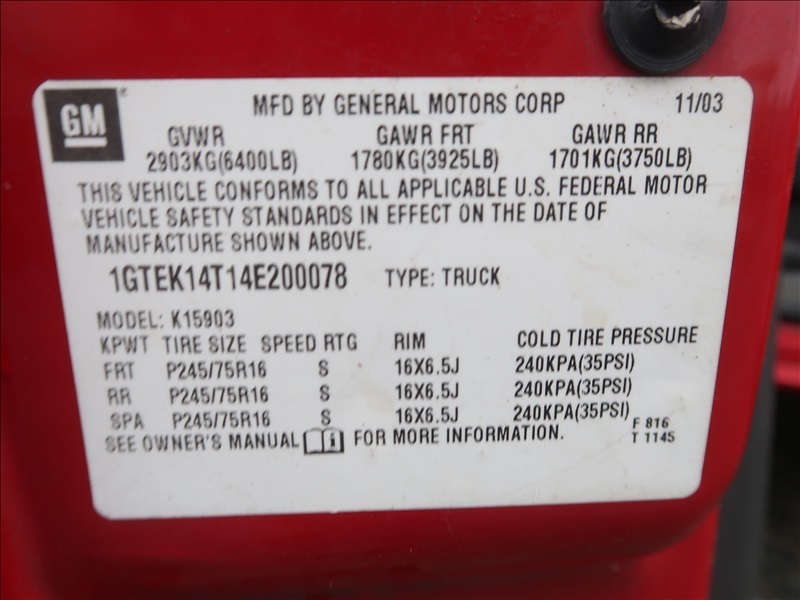 GM
MFD BY GENERAL MOTORS CORP 11/03
GVWR GAWR FRT GAWR RR
2903KG(6400LB) 1780KG(3925LB) 1701KG(3750LB)
THIS VEHICLE CONFORMS TO ALL APPLICABLE U.S. FEDERAL MOTOR
VEHICLE SAFETY STANDARDS IN EFFECT ON THE DATE OF
MANUFACTURE SHOWN ABOVE.
1GTEK14T14E200078 TYPE: TRUCK
MODEL: K15903
KPWT TIRE SIZE SPEED RTG RIM COLD TIRE PRESSURE
FRT P245/75R16 S 16X6.5J 240KPA(35PSI)
RR P245/75R16 S 16X6.5J 240KPA(35PSI)
SPA P245/75R16 S 16X6.5J 240KPA(35PSI)
SEE OWNER'S MANUAL i FOR MORE INFORMATION.
F 816
T 1145